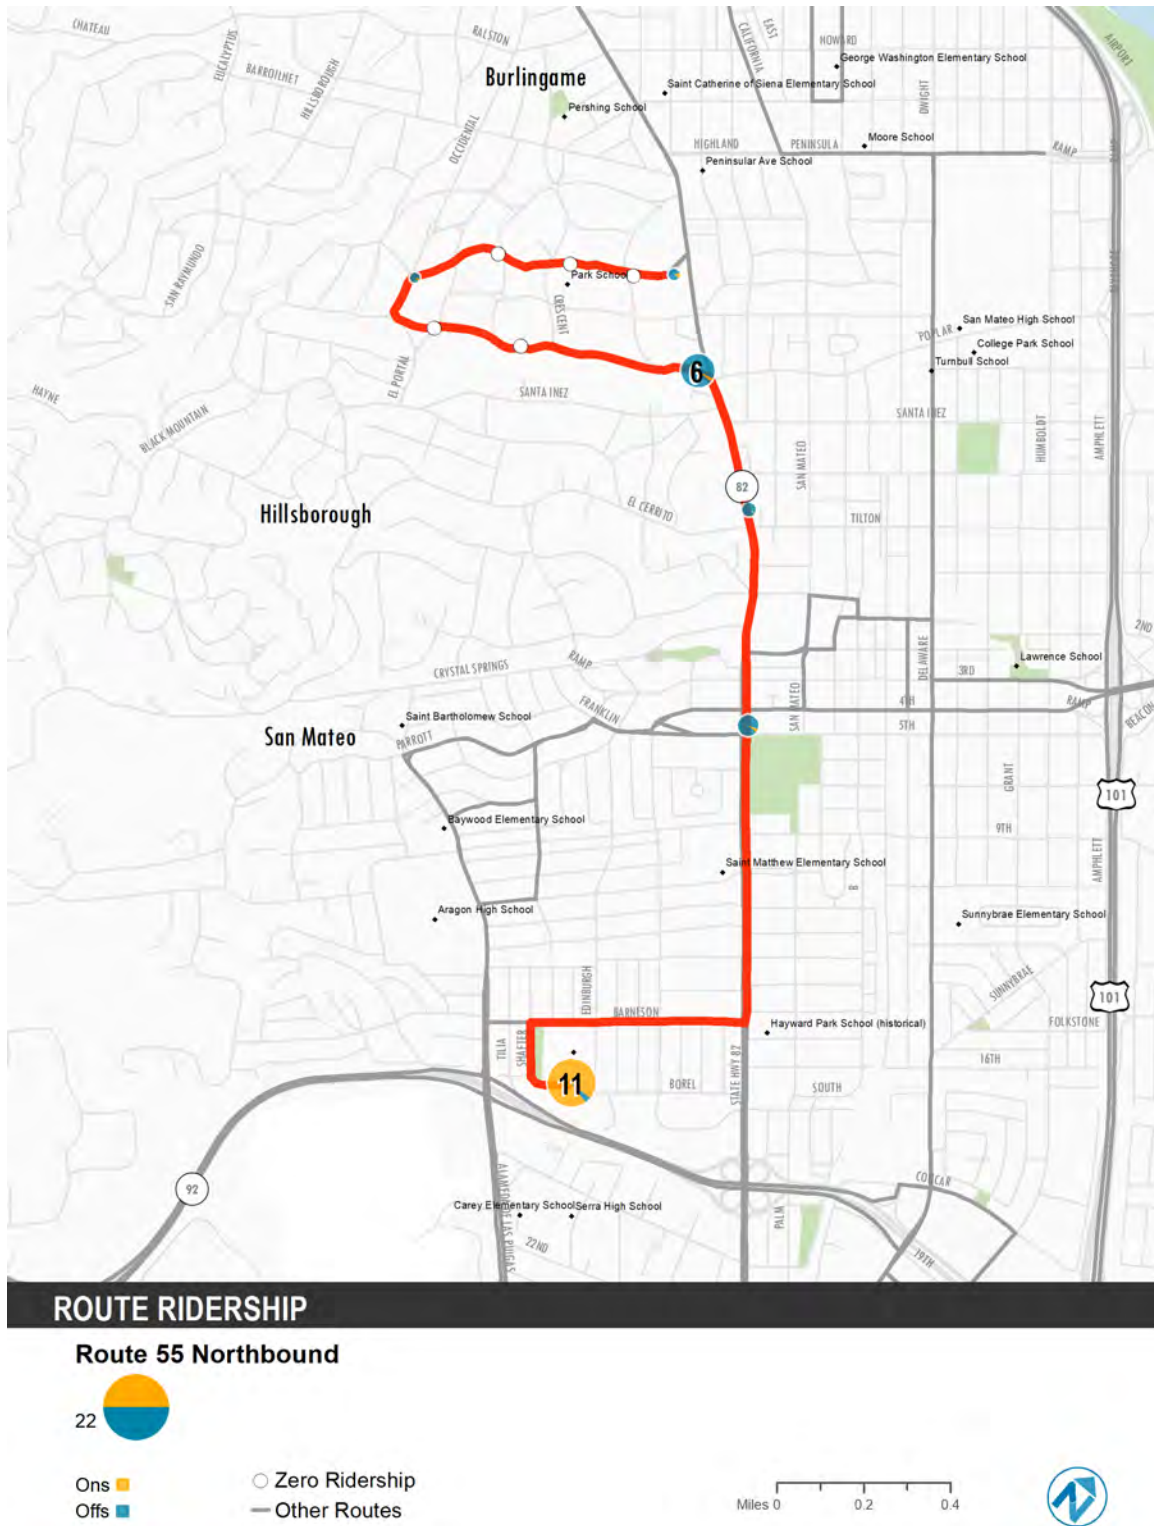 CHATEAU
EUCALYPTUS
BARROILHET
HILLSBOROUGH
RALSTON
OCCIDENTAL
Burlingame
Pershing School
CALIFORNIA
EAST
HOWARD
George Washington Elementary School
Saint Catherine of Siena Elementary School
DWIGHT
AIRPORT
HIGHLAND
PENINSULA
Moore School
RAMP
RAMP
Peninsular Ave School
SAN RAYMUNDO
Park School
CRESCENT
San Mateo High School
POPLAR
College Park School
Turnbull School
6
EL PORTAL
SANTA INEZ
SANTA INEZ
HAYNE
BLACK MOUNTAIN
SAN MATEO
HUMBOLDT
AMPHLETT
82
Hillsborough
EL CERRITO
TILTON
2ND
DELAWARE
Lawrence School
CRYSTAL SPRINGS
RAMP
3RD
SAN MATEO
4TH
RAMP
BEACON
Saint Bartholomew School
FRANKLIN
5TH
San Mateo
PARROTT
GRANT
101
Baywood Elementary School
9TH
AMPHLETT
Saint Matthew Elementary School
Aragon High School
Sunnybrae Elementary School
EDINBURGH
SUNNYBRAE
101
BARNESON
Hayward Park School (historical)
FOLKSTONE
TILIA
SHAFTER
STATE HWY 82
16TH
11
BOREL
SOUTH
92
ALAMEDA DE LAS PULGAS
CONCAR
Carey Elementary School
Serra High School
PALM
22ND
19TH
ROUTE RIDERSHIP
Route 55 Northbound
22
Ons
Zero Ridership
Offs
Other Routes
Miles 0 0.2 0.4